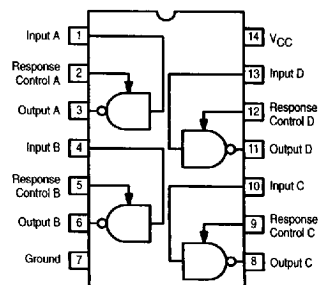 Input A 1
Response
Control A 2
Output A 3
Input B 4
Response
Control B 5
Output B 6
Ground 7
14 VCC
13 Input D
12 Response
Control D
11 Output D
10 Input C
9 Response
Control C
8 Output C